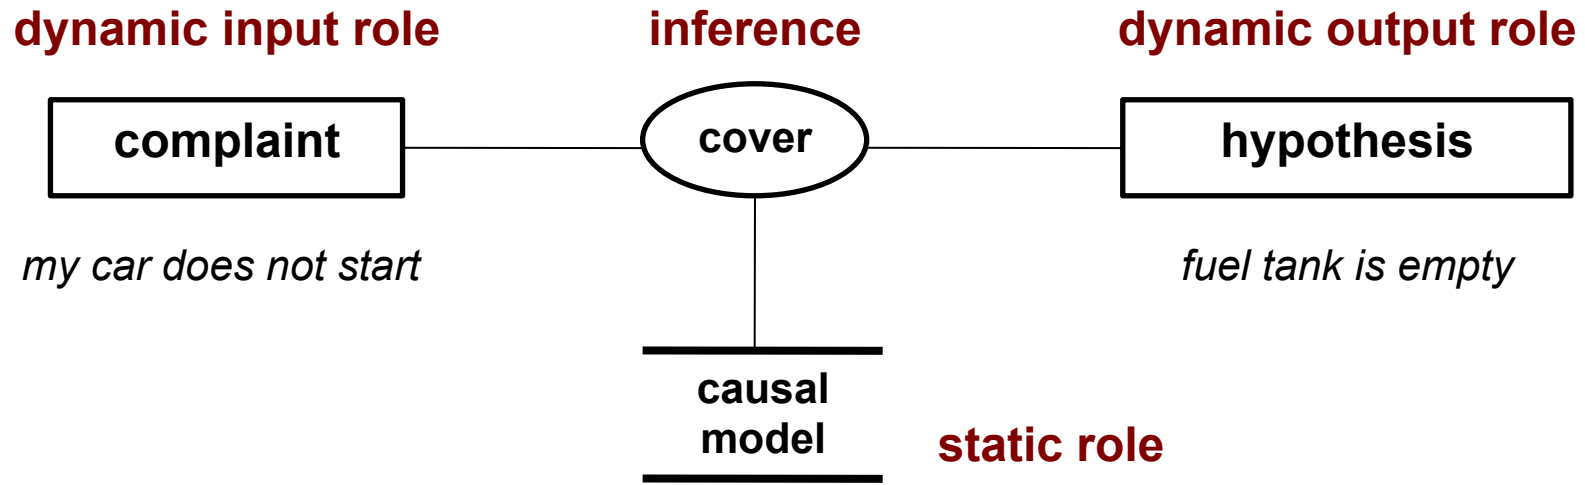 dynamic input role
inference
dynamic output role
complaint
cover
hypothesis
my car does not start
fuel tank is empty
causal
model
static role